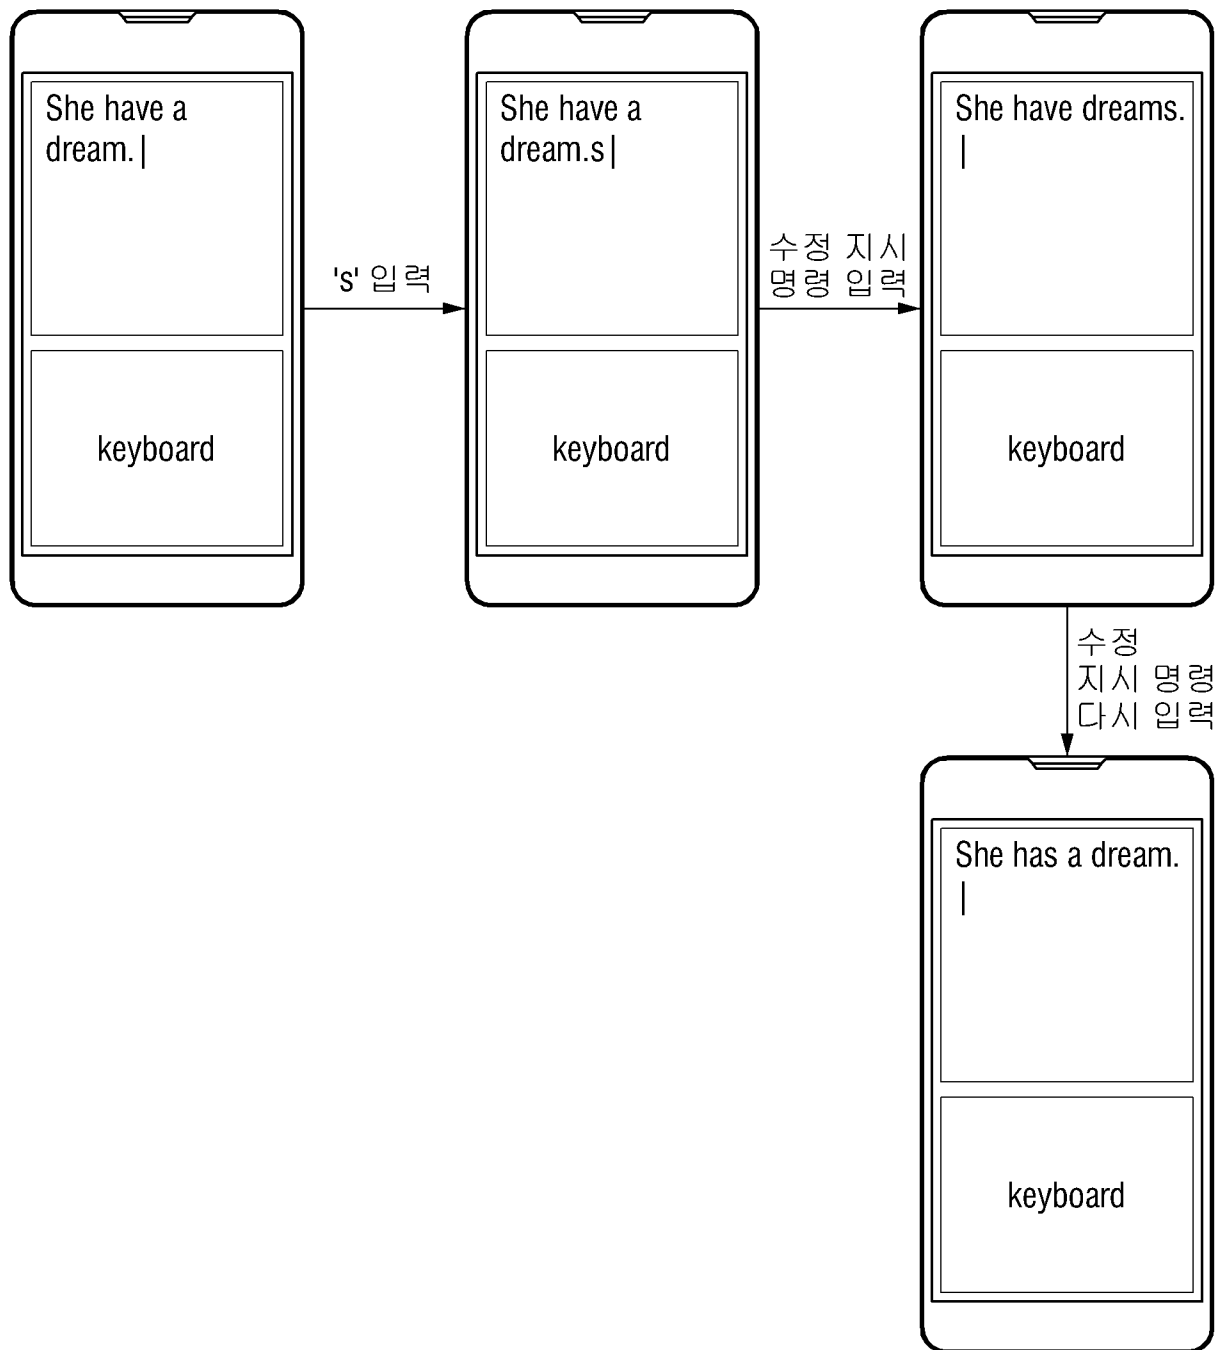 She have a
dream.|
keyboard
's' 입력
She have a
dream.s|
keyboard
수정 지시
명령 입력
She have dreams.
|
keyboard
수정
지시 명령
다시 입력
She has a dream.
|
keyboard